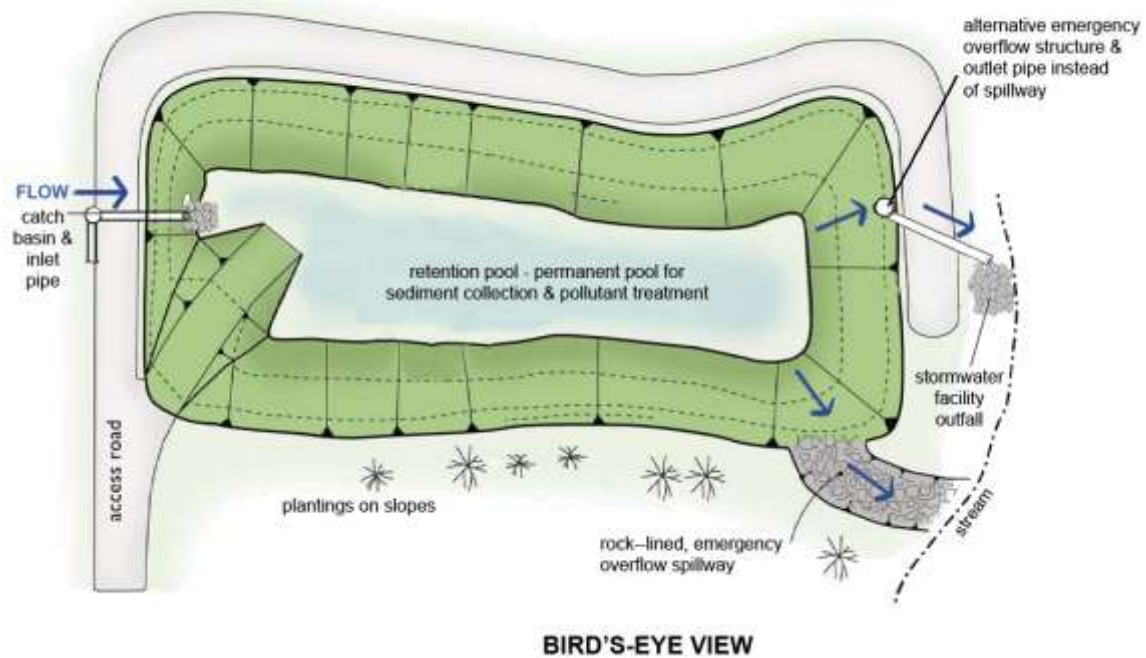 alternative emergency
overflow structure &
outlet pipe instead
of spillway
FLOW
catch
basin &
inlet
pipe
retention pool - permanent pool for
sediment collection & pollutant treatment
stormwater
facility
outfall
access road
plantings on slopes
rock--lined, emergency
overflow spillway
stream
BIRD'S-EYE VIEW